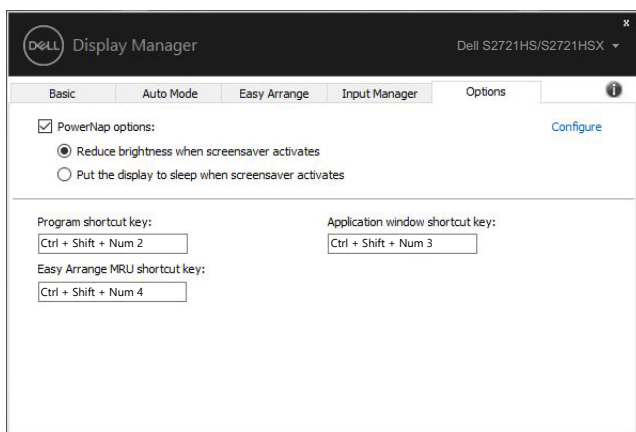 x
DELL Display Manager
Dell S2721HS/S2721HSX
Basic Auto Mode Easy Arrange Input Manager Options
PowerNap options: Configure
Reduce brightness when screensaver activates
Put the display to sleep when screensaver activates
Program shortcut key: Application window shortcut key:
Ctrl + Shift + Num 2 Ctrl + Shift + Num 3
Easy Arrange MRU shortcut key:
Ctrl + Shift + Num 4